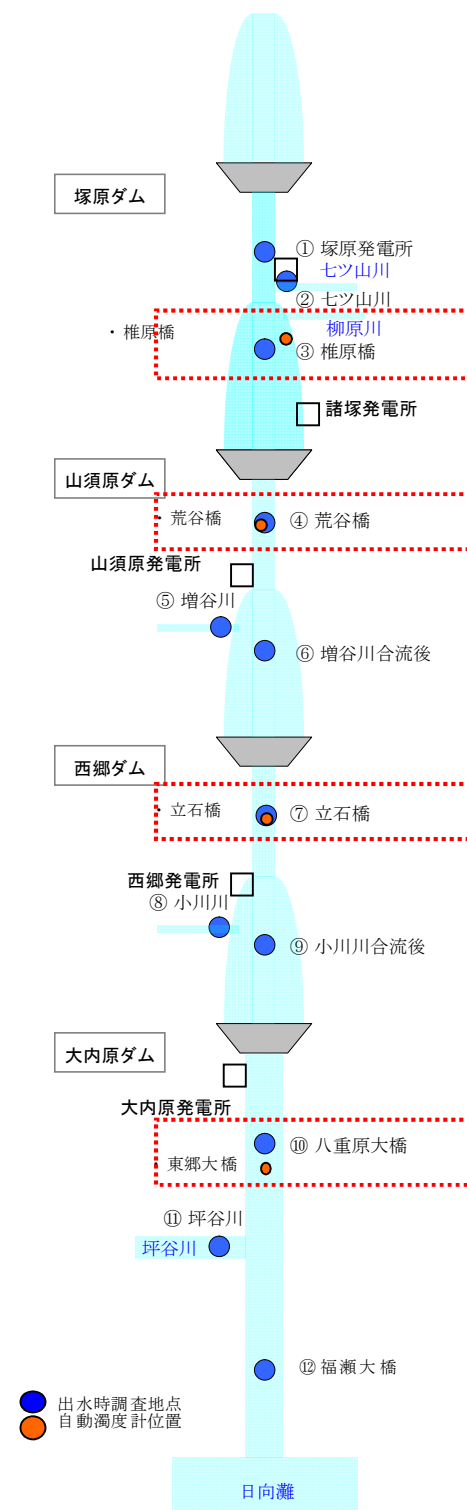 塚原ダム
① 塚原発電所
七ツ山川
② 七ツ山川
柳原川
・椎原橋
③ 椎原橋
諸塚発電所
山須原ダム
・荒谷橋
④ 荒谷橋
山須原発電所
⑤ 増谷川
⑥ 増谷川合流後
西郷ダム
・立石橋
⑦ 立石橋
西郷発電所
⑧ 小川川
⑨ 小川川合流後
大内原ダム
大内原発電所
⑩ 八重原大橋
・東郷大橋
⑪ 坪谷川
坪谷川
⑫ 福瀬大橋
出水時調査地点
自動濁度計位置
日向灘